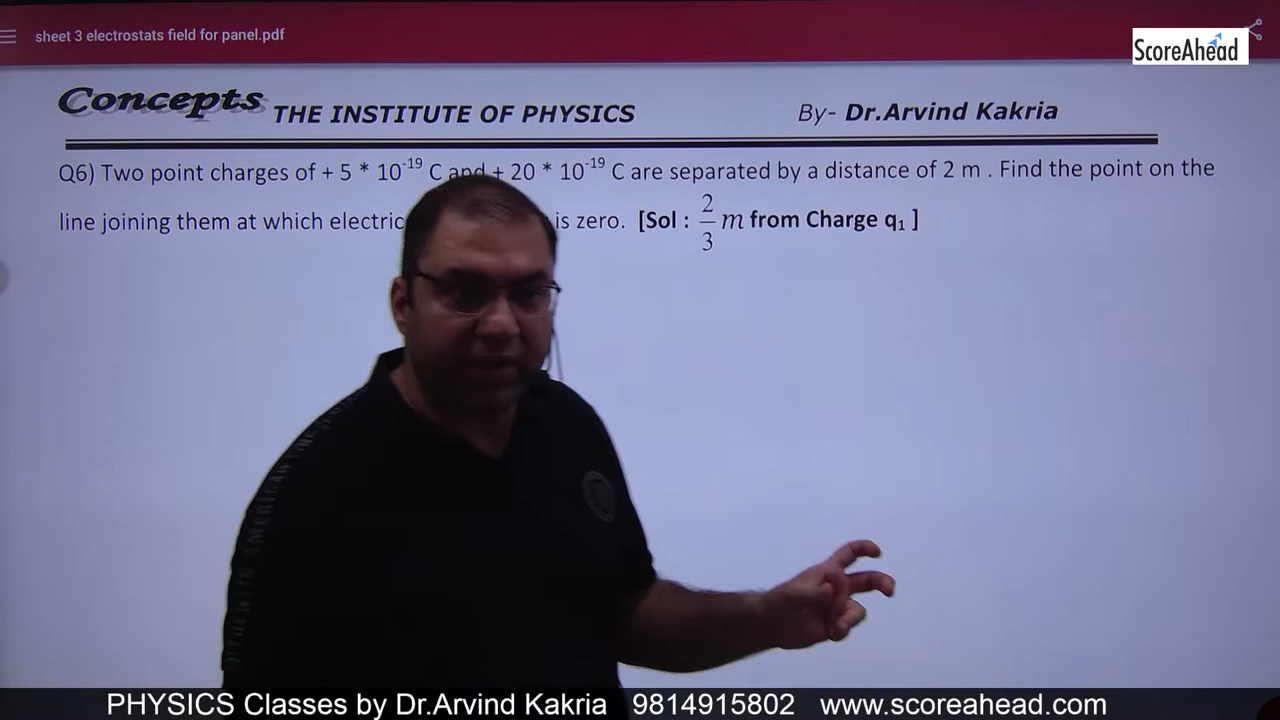 sheet 3 electrostats field for panel.pdf
ScoreAhead
Concepts THE INSTITUTE OF PHYSICS By- Dr.Arvind Kakria
Q6) Two point charges of + 5 * 10⁻¹⁹ C and + 20 * 10⁻¹⁹ C are separated by a distance of 2 m . Find the point on the
line joining them at which electric is zero. [Sol : 2/3 m from Charge q₁ ]
PHYSICS Classes by Dr.Arvind Kakria 9814915802 www.scoreahead.com